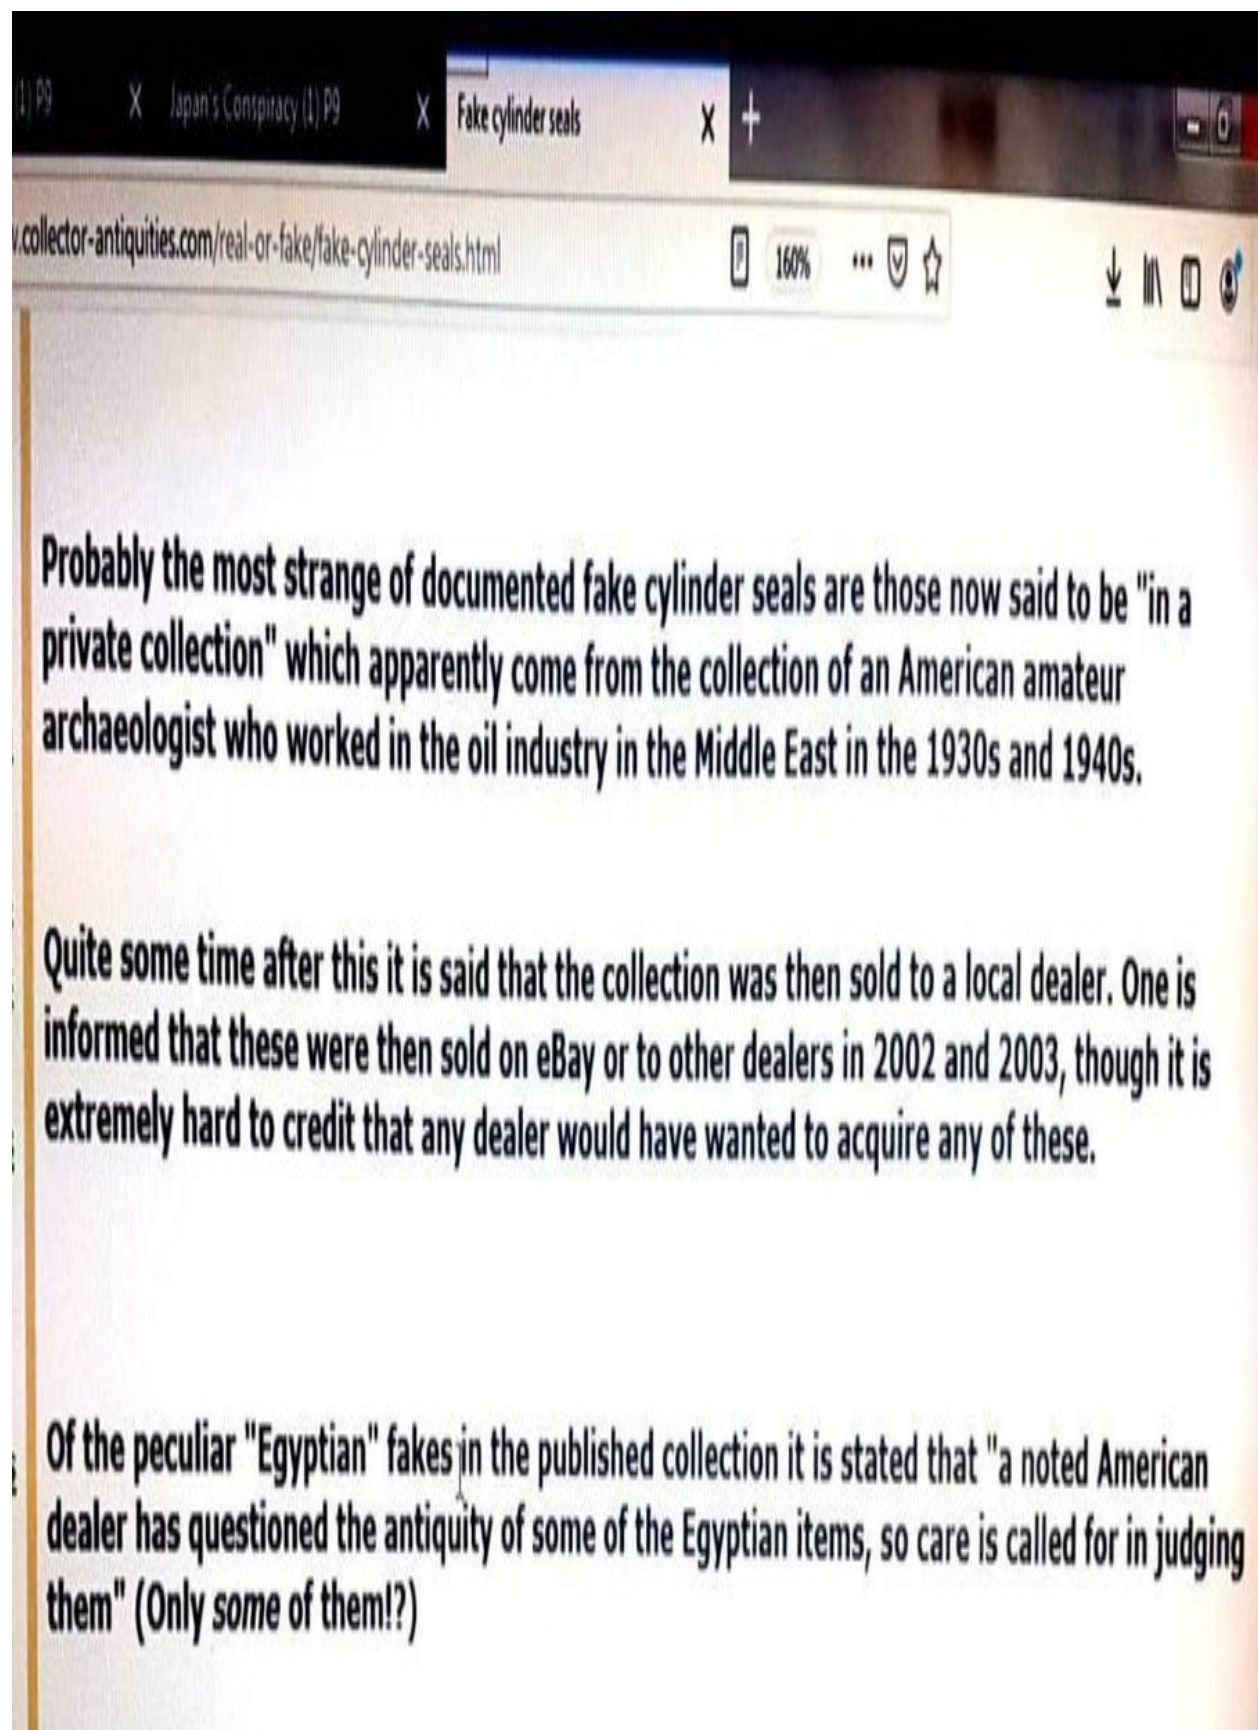 (1) P9
X
Japan's Conspiracy (1) P9
X
Fake cylinder seals
X
+
.collector-antiquities.com/real-or-fake/fake-cylinder-seals.html
160%
Probably the most strange of documented fake cylinder seals are those now said to be "in a
private collection" which apparently come from the collection of an American amateur
archaeologist who worked in the oil industry in the Middle East in the 1930s and 1940s.
Quite some time after this it is said that the collection was then sold to a local dealer. One is
informed that these were then sold on eBay or to other dealers in 2002 and 2003, though it is
extremely hard to credit that any dealer would have wanted to acquire any of these.
Of the peculiar "Egyptian" fakes in the published collection it is stated that "a noted American
dealer has questioned the antiquity of some of the Egyptian items, so care is called for in judging
them" (Only some of them!?)